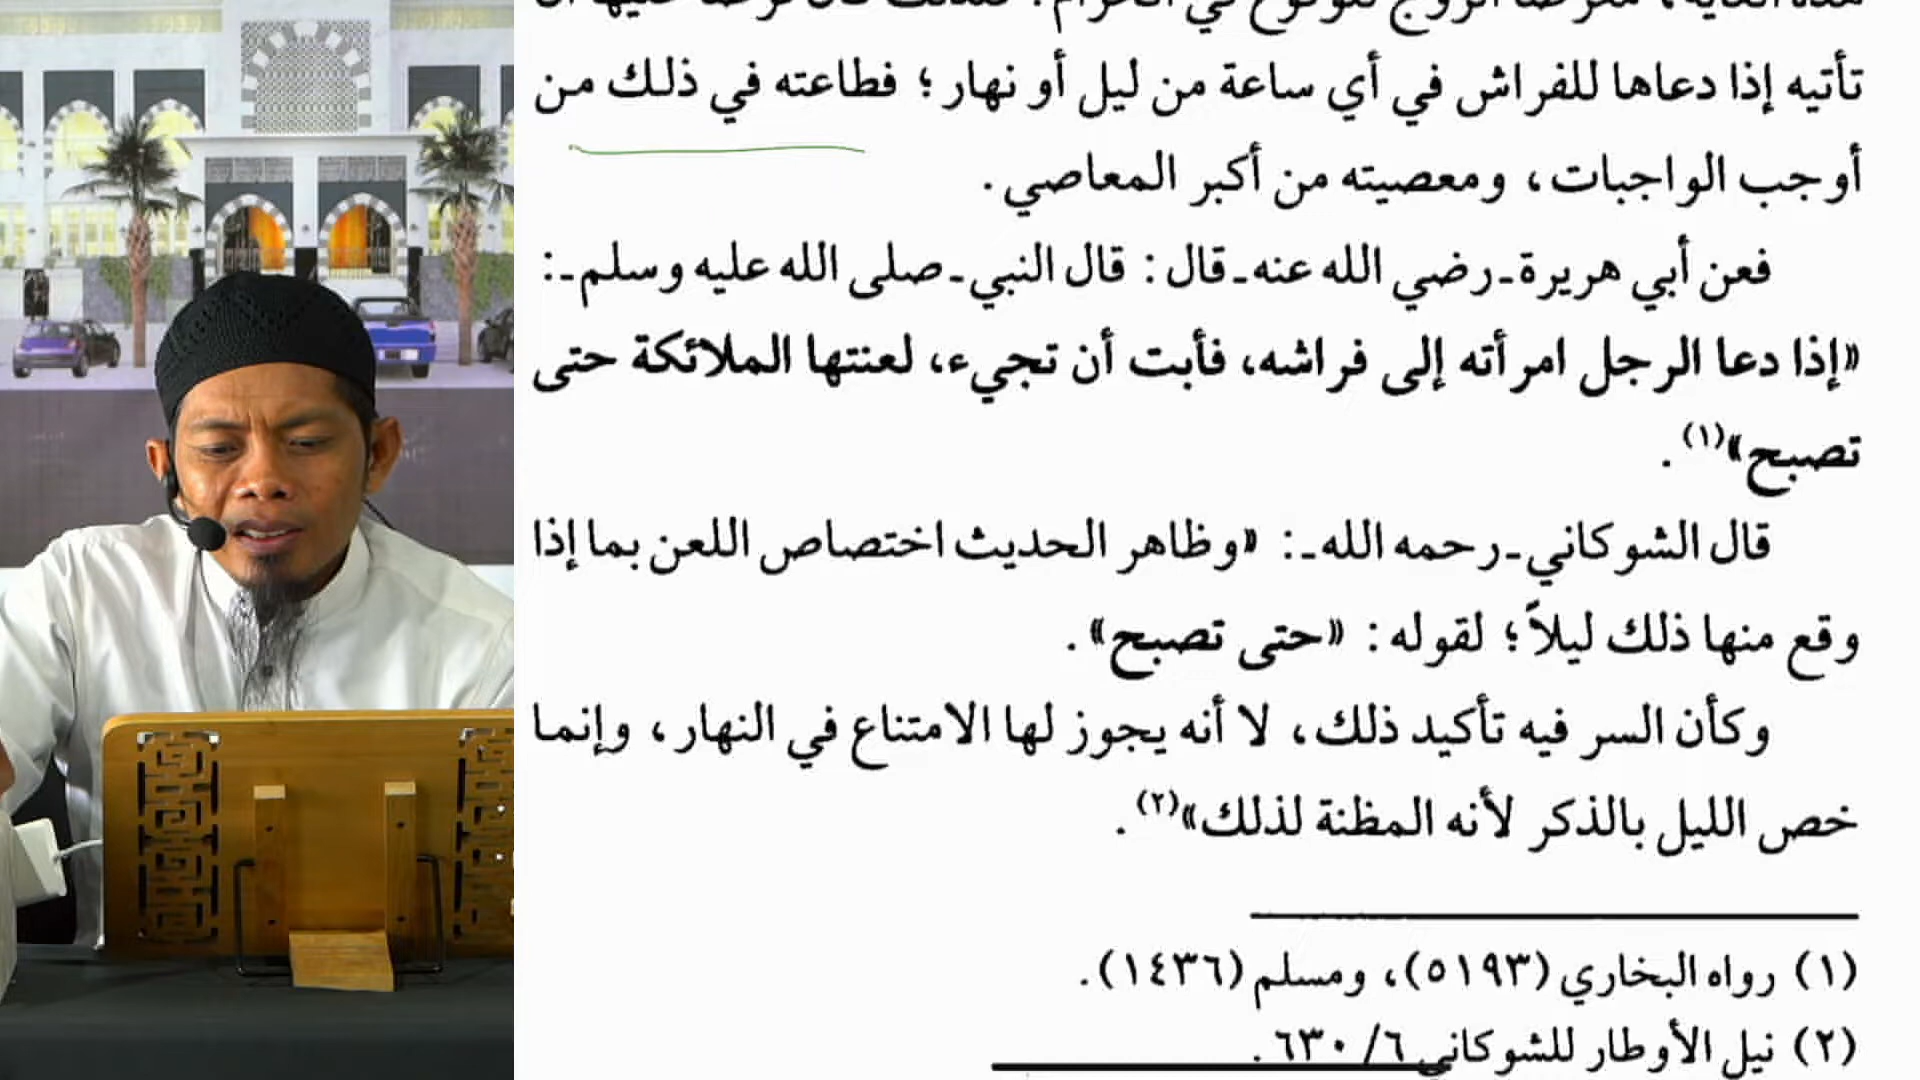 تأتيه إذا دعاها للفراش في أي ساعة من ليل أو نهار؛ فطاعته في ذلك من
أوجب الواجبات، ومعصيته من أكبر المعاصي.
فعن أبي هريرة ـ رضي الله عنه ـ قال: قال النبي ـ صلى الله عليه وسلم ـ:
«إذا دعا الرجل امرأته إلى فراشه، فأبت أن تجيء، لعنتها الملائكة حتى
تصبح»(١).
قال الشوكاني ـ رحمه الله ـ: «وظاهر الحديث اختصاص اللعن بما إذا
وقع منها ذلك ليلاً؛ لقوله: «حتى تصبح».
وكأن السر فيه تأكيد ذلك، لا أنه يجوز لها الامتناع في النهار، وإنما
خص الليل بالذكر لأنه المظنة لذلك»(٢).
(١) رواه البخاري (٥١٩٣)، ومسلم (١٤٣٦).
(٢) نيل الأوطار للشوكاني ٦/ ٦٣٠.